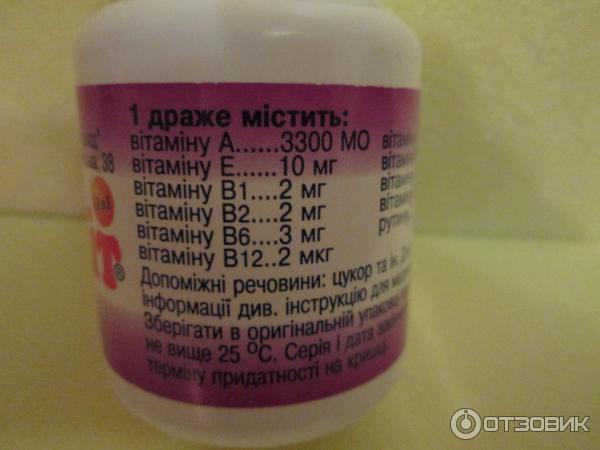 1 драже містить:
вітаміну А......3300 МО
вітаміну Е.......10 мг
вітаміну В1....2 мг
вітаміну В2....2 мг
вітаміну В6....3 мг
вітаміну В12..2 мкг
Допоміжні речовини: цукор та ін.
інформації див. інструкцію для
Зберігати в оригінальній упаковці
не вище 25 °С. Серія і дата
терміну придатності на кришці.
38
®
ОТЗОВИК